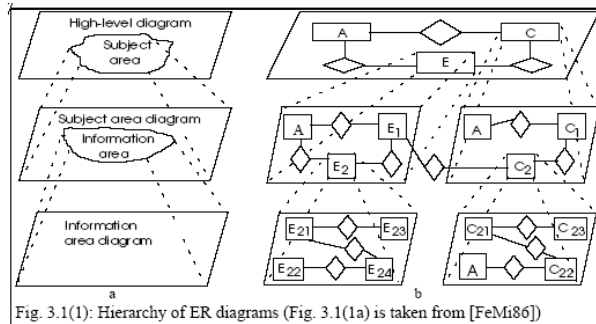 High-level diagram
Subject
area
A
C
E
Subject area diagram
Information
area
A
E1
E2
A
C1
C2
Information
area diagram
E21
E23
E22
E24
C21
C23
A
C22
a
b
Fig. 3.1(1): Hierarchy of ER diagrams (Fig. 3.1(1a) is taken from [FeMi86])